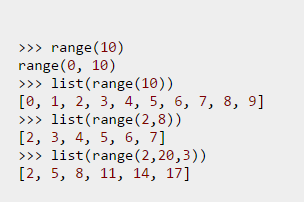 >>> range(10)
range(0, 10)
>>> list(range(10))
[0, 1, 2, 3, 4, 5, 6, 7, 8, 9]
>>> list(range(2,8))
[2, 3, 4, 5, 6, 7]
>>> list(range(2,20,3))
[2, 5, 8, 11, 14, 17]